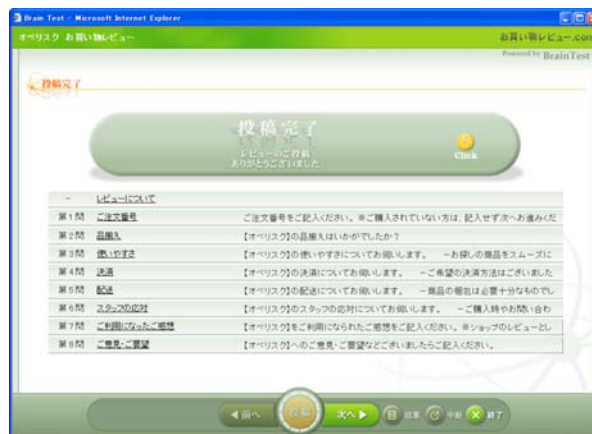 Brain Test - Microsoft Internet Explorer
オベリスク お買い物レビュー
お買い物レビュー.com
Powered by BrainTest
投稿完了
投稿完了
レビューのご投稿
ありがとうございました
Click
- レビューについて
第1問 ご注文番号 ご注文番号をご記入ください。※ご購入されていない方は、記入せず次へお進みくだ
第2問 品揃え 【オベリスク】の品揃えはいかがでしたか？
第3問 使いやすさ 【オベリスク】の使いやすさについてお伺いします。 －お探しの商品をスムーズに
第4問 決済 【オベリスク】の決済についてお伺いします。 －ご希望の決済方法はございました
第5問 配送 【オベリスク】の配送についてお伺いします。 －商品の梱包は必要十分なものでし
第6問 スタッフの応対 【オベリスク】のスタッフの応対についてお伺いします。 －ご購入時やお問い合わ
第7問 ご利用になったご感想 【オベリスク】をご利用になられたご感想をご記入ください。※ショップのレビューとし
第8問 ご意見・ご要望 【オベリスク】へのご意見・ご要望などございましたらご記入ください。
前へ 投稿 次へ 結果 中断 終了